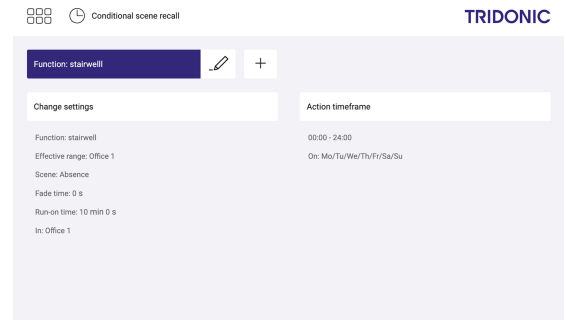 Conditional scene recall
TRIDONIC
Function: stairwelll
Change settings
Action timeframe
Function: stairwell
00:00 - 24:00
Effective range: Office 1
On: Mo/Tu/We/Th/Fr/Sa/Su
Scene: Absence
Fade time: 0 s
Run-on time: 10 min 0 s
In: Office 1